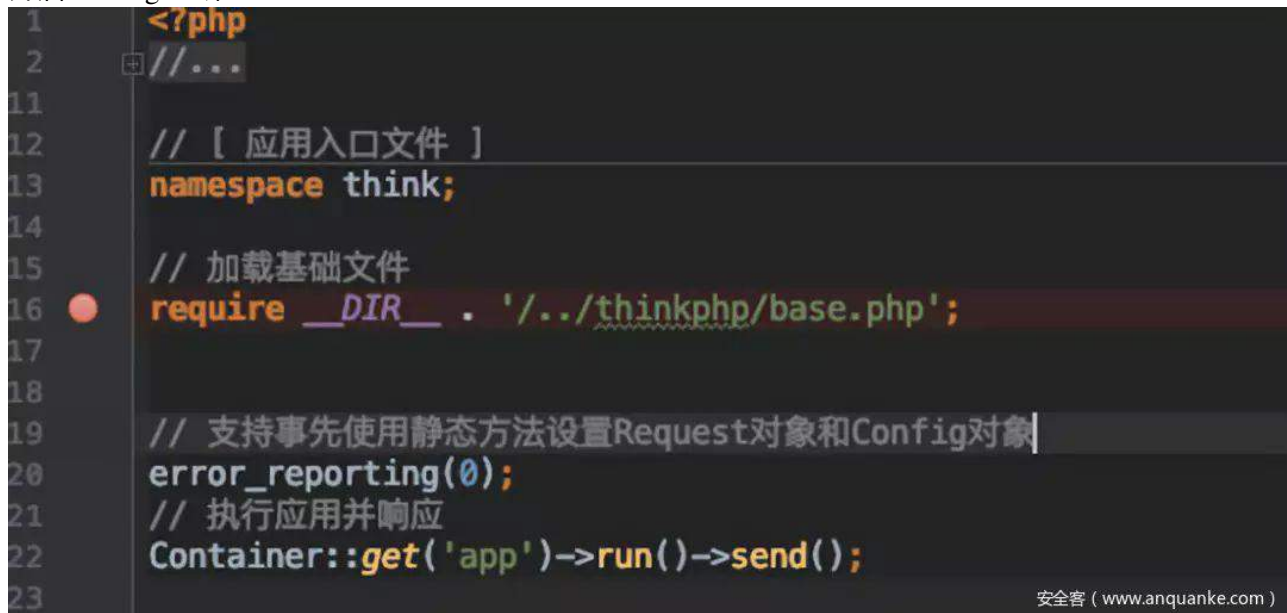 1 <?php
2 //...
11
12 // [ 应用入口文件 ]
13 namespace think;
14
15 // 加载基础文件
16 require __DIR__ . '/../thinkphp/base.php';
17
18
19 // 支持事先使用静态方法设置Request对象和Config对象
20 error_reporting(0);
21 // 执行应用并响应
22 Container::get('app')->run()->send();
23
安全客 ( www.anquanke.com )